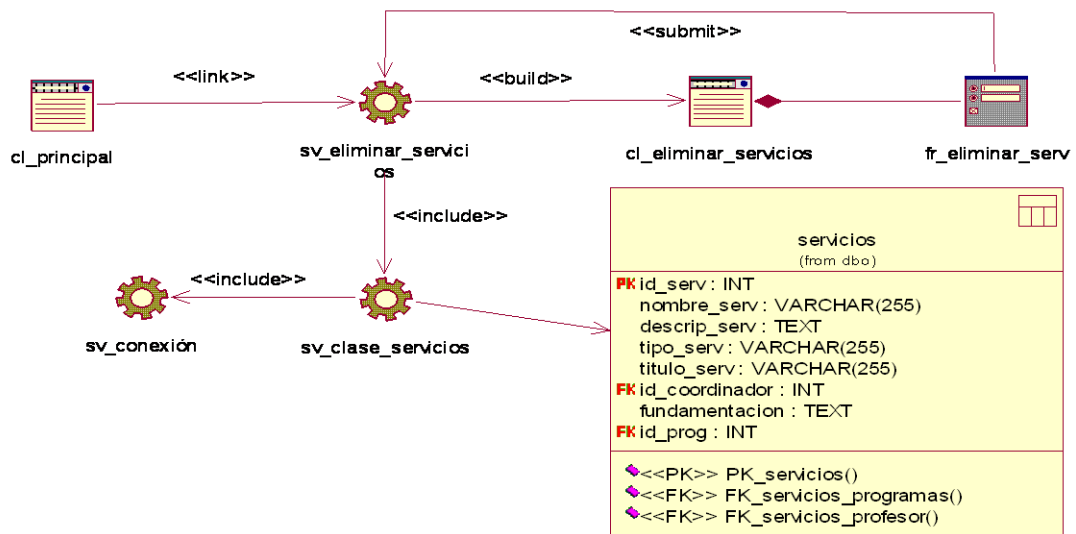 <<submit>>
<<link>>
<<build>>
cl_principal
sv_eliminar_servici
os
cl_eliminar_servicios
fr_eliminar_serv
<<include>>
servicios
(from dbo)
<<include>>
PK id_serv : INT
nombre_serv : VARCHAR(255)
descrip_serv : TEXT
sv_conexión
sv_clase_servicios
tipo_serv : VARCHAR(255)
titulo_serv : VARCHAR(255)
FK id_coordinador : INT
fundamentacion : TEXT
FK id_prog : INT
<<PK>> PK_servicios()
<<FK>> FK_servicios_programas()
<<FK>> FK_servicios_profesor()